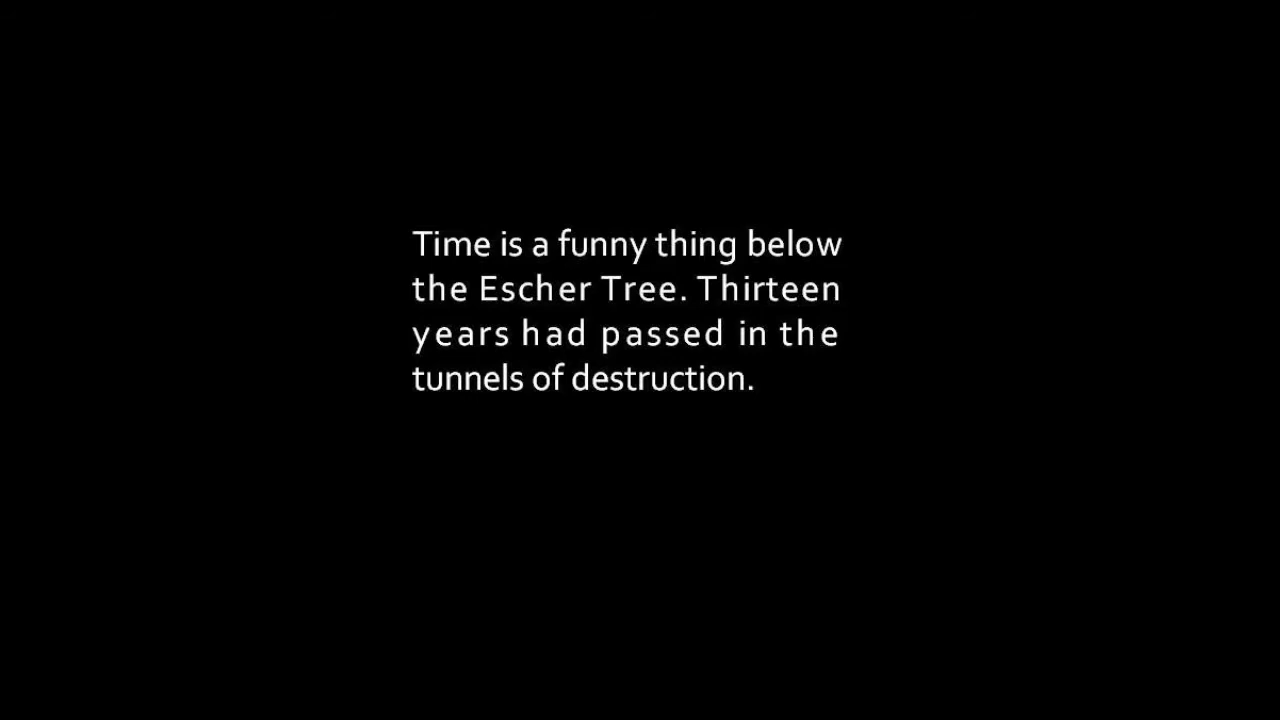 Time is a funny thing below
the Escher Tree. Thirteen
years had passed in the
tunnels of destruction.